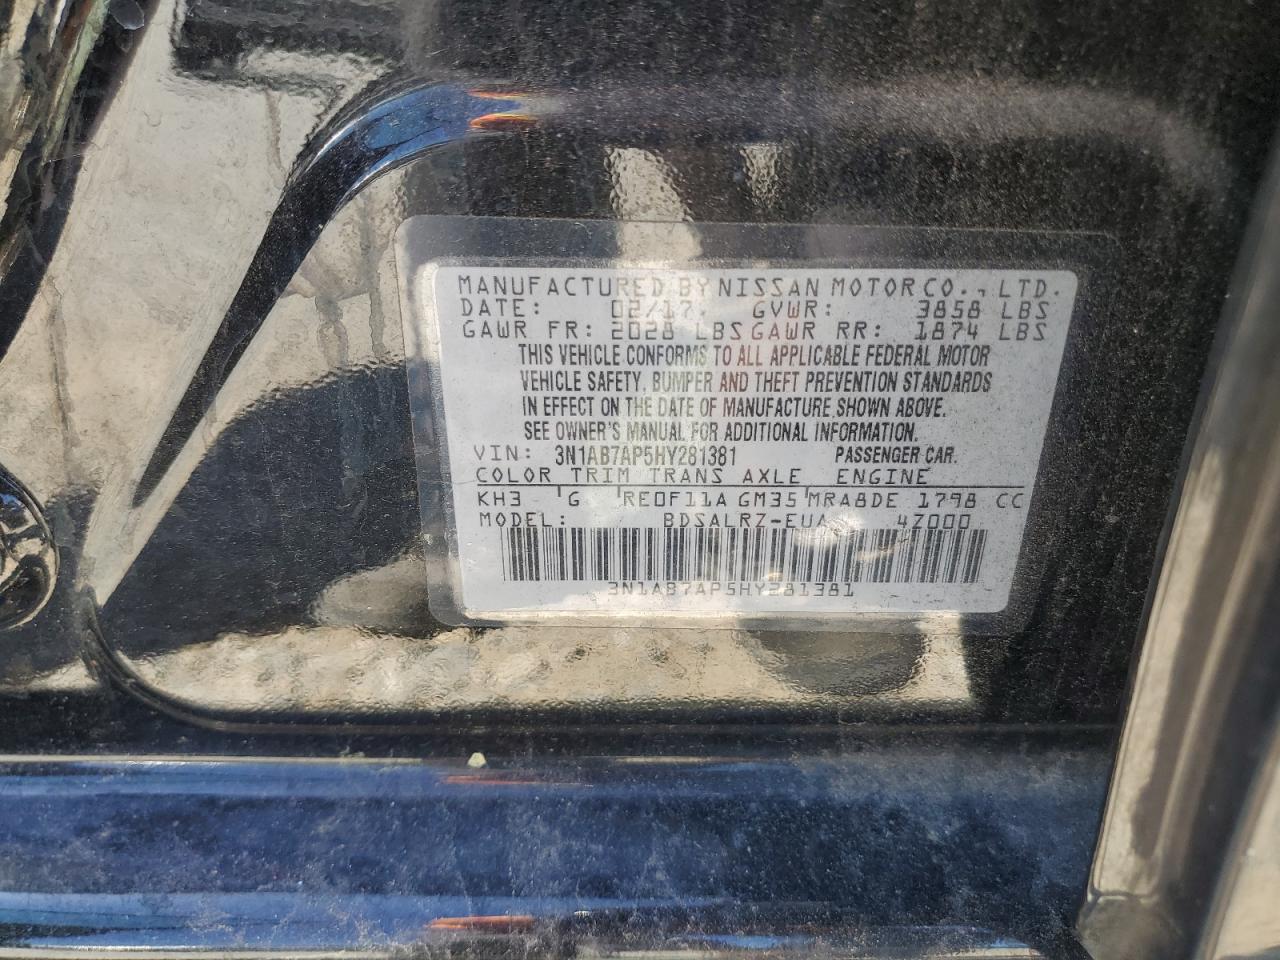 MANUFACTURED BY NISSAN MOTOR CO., LTD.
DATE: 02/17 GVWR: 3858 LBS
GAWR FR: 2028 LBS GAWR RR: 1874 LBS
THIS VEHICLE CONFORMS TO ALL APPLICABLE FEDERAL MOTOR
VEHICLE SAFETY, BUMPER AND THEFT PREVENTION STANDARDS
IN EFFECT ON THE DATE OF MANUFACTURE SHOWN ABOVE.
SEE OWNER'S MANUAL FOR ADDITIONAL INFORMATION.
VIN: 3N1AB7AP5HY281381 PASSENGER CAR.
COLOR TRIM TRANS AXLE ENGINE
KH3 G RE0F11A GM35 MRA8DE 1798 CC
MODEL: BDSALRZ-EUA 4Z000
3N1AB7AP5HY281381